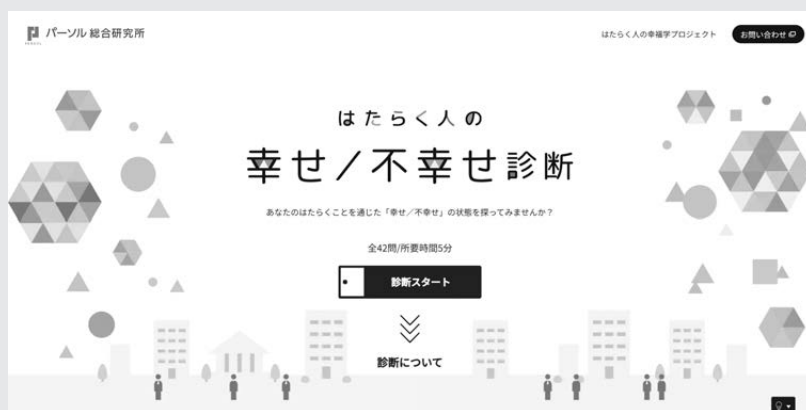 パーソル 総合研究所
PERSOL
はたらく人の幸福学プロジェクト
お問い合わせ
はたらく人の
幸せ/不幸せ診断
あなたのはたらくことを通じた「幸せ/不幸せ」の状態を探ってみませんか?
全42問/所要時間5分
診断スタート
診断について